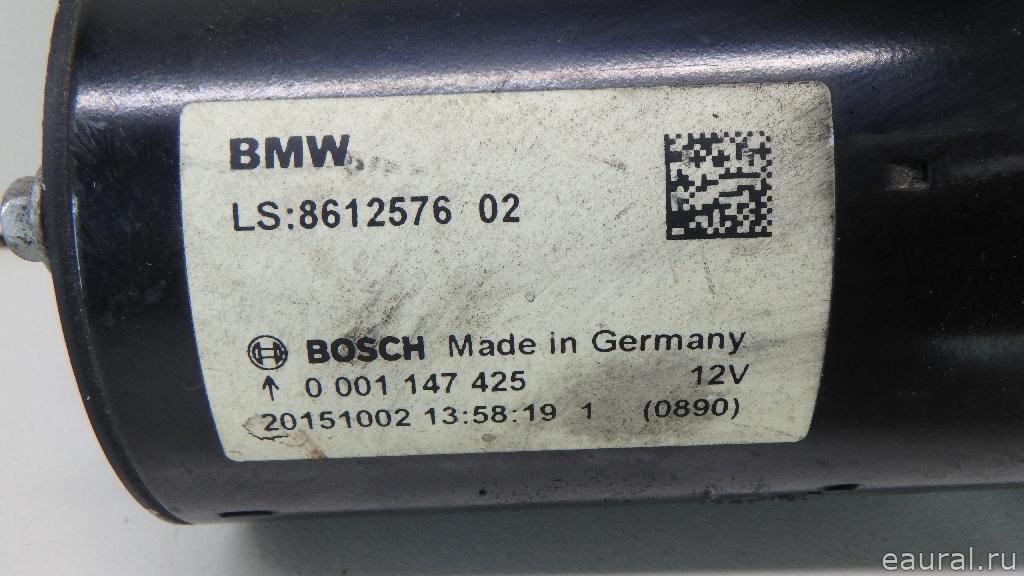 BMW
LS:8612576 02
BOSCH Made in Germany
↑ 0 001 147 425 12V
20151002 13:58:19 1 (0890)
eaural.ru